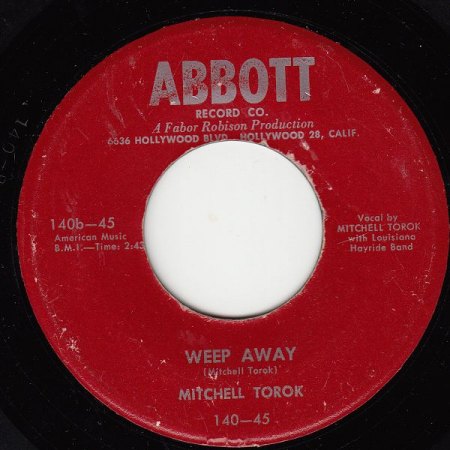 ABBOTT
RECORD CO.
A Fabor Robison Production
6636 HOLLYWOOD BLVD., HOLLYWOOD 28, CALIF.
140b—45
American Music
B.M.I.—Time: 2:43
Vocal by
MITCHELL TOROK
with Louisiana
Hayride Band
WEEP AWAY
(Mitchell Torok)
MITCHELL TOROK
140-45